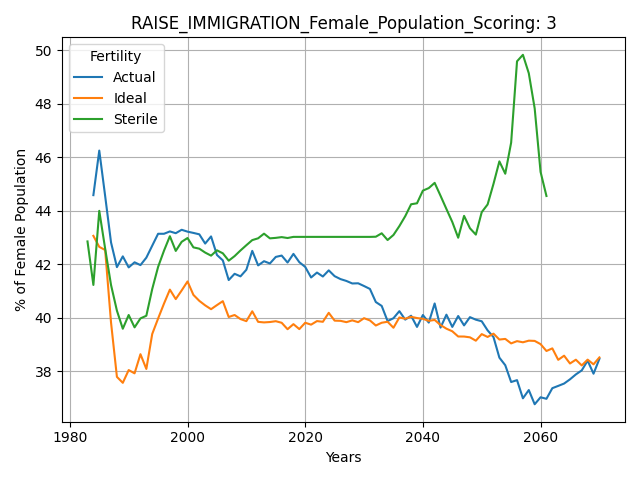 RAISE_IMMIGRATION_Female_Population_Scoring: 3
Fertility
Actual
Ideal
Sterile
% of Female Population
50
48
46
44
42
40
38
1980
2000
2020
2040
2060
Years